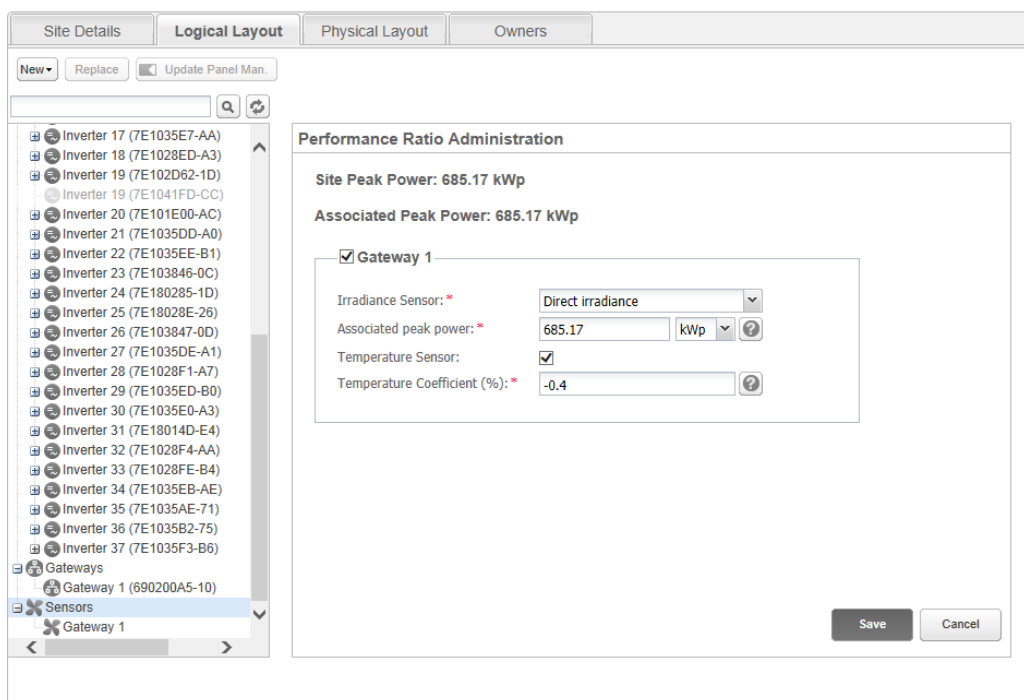 Site Details
Logical Layout
Physical Layout
Owners
New
Replace
Update Panel Man.
Inverter 17 (7E1035E7-AA)
Inverter 18 (7E1028ED-A3)
Inverter 19 (7E102D62-1D)
Inverter 19 (7E1041FD-CC)
Inverter 20 (7E101E00-AC)
Inverter 21 (7E1035DD-A0)
Inverter 22 (7E1035EE-B1)
Inverter 23 (7E103846-0C)
Inverter 24 (7E180285-1D)
Inverter 25 (7E18028E-26)
Inverter 26 (7E103847-0D)
Inverter 27 (7E1035DE-A1)
Inverter 28 (7E1028F1-A7)
Inverter 29 (7E1035ED-B0)
Inverter 30 (7E1035E0-A3)
Inverter 31 (7E18014D-E4)
Inverter 32 (7E1028F4-AA)
Inverter 33 (7E1028FE-B4)
Inverter 34 (7E1035EB-AE)
Inverter 35 (7E1035AE-71)
Inverter 36 (7E1035B2-75)
Inverter 37 (7E1035F3-B6)
Gateways
Gateway 1 (690200A5-10)
Sensors
Gateway 1
Performance Ratio Administration
Site Peak Power: 685.17 kWp
Associated Peak Power: 685.17 kWp
Gateway 1
Irradiance Sensor: * Direct irradiance
Associated peak power: * 685.17 kWp ?
Temperature Sensor:
Temperature Coefficient (%): * -0.4 ?
Save
Cancel